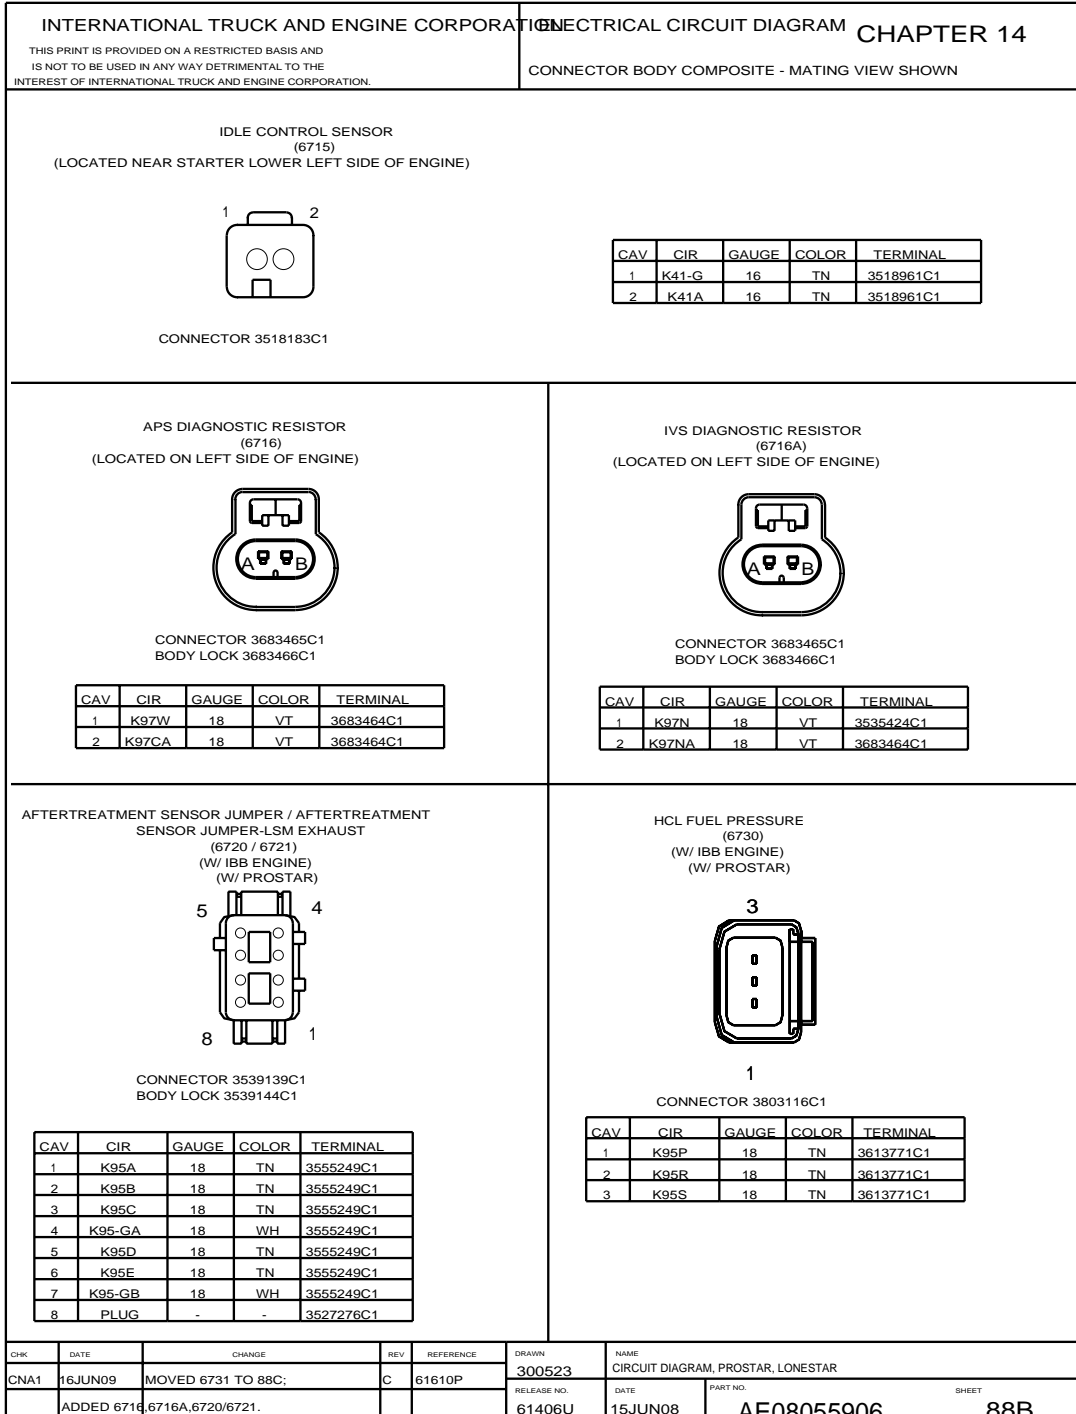 INTERNATIONAL TRUCK AND ENGINE CORPORATION
THIS PRINT IS PROVIDED ON A RESTRICTED BASIS AND
IS NOT TO BE USED IN ANY WAY DETRIMENTAL TO THE
INTEREST OF INTERNATIONAL TRUCK AND ENGINE CORPORATION.
ELECTRICAL CIRCUIT DIAGRAM CHAPTER 14
CONNECTOR BODY COMPOSITE - MATING VIEW SHOWN
IDLE CONTROL SENSOR
(6715)
(LOCATED NEAR STARTER LOWER LEFT SIDE OF ENGINE)
1 2
CONNECTOR 3518183C1
CAV CIR GAUGE COLOR TERMINAL
1 K41-G 16 TN 3518961C1
2 K41A 16 TN 3518961C1
APS DIAGNOSTIC RESISTOR
(6716)
(LOCATED ON LEFT SIDE OF ENGINE)
A B
CONNECTOR 3683465C1
BODY LOCK 3683466C1
CAV CIR GAUGE COLOR TERMINAL
1 K97W 18 VT 3683464C1
2 K97CA 18 VT 3683464C1
IVS DIAGNOSTIC RESISTOR
(6716A)
(LOCATED ON LEFT SIDE OF ENGINE)
A B
CONNECTOR 3683465C1
BODY LOCK 3683466C1
CAV CIR GAUGE COLOR TERMINAL
1 K97N 18 VT 3535424C1
2 K97NA 18 VT 3683464C1
AFTERTREATMENT SENSOR JUMPER / AFTERTREATMENT
SENSOR JUMPER-LSM EXHAUST
(6720 / 6721)
(W/ IBB ENGINE)
(W/ PROSTAR)
5 4
8 1
CONNECTOR 3539139C1
BODY LOCK 3539144C1
CAV CIR GAUGE COLOR TERMINAL
1 K95A 18 TN 3555249C1
2 K95B 18 TN 3555249C1
3 K95C 18 TN 3555249C1
4 K95-GA 18 WH 3555249C1
5 K95D 18 TN 3555249C1
6 K95E 18 TN 3555249C1
7 K95-GB 18 WH 3555249C1
8 PLUG - - 3527276C1
HCL FUEL PRESSURE
(6730)
(W/ IBB ENGINE)
(W/ PROSTAR)
3
1
CONNECTOR 3803116C1
CAV CIR GAUGE COLOR TERMINAL
1 K95P 18 TN 3613771C1
2 K95R 18 TN 3613771C1
3 K95S 18 TN 3613771C1
CHK DATE CHANGE REV REFERENCE
CNA1 16JUN09 MOVED 6731 TO 88C; C 61610P
ADDED 6716,6716A,6720/6721.
DRAWN
300523
NAME
CIRCUIT DIAGRAM, PROSTAR, LONESTAR
RELEASE NO.
61406U
DATE
15JUN08
PART NO.
AF08055906
SHEET
88B